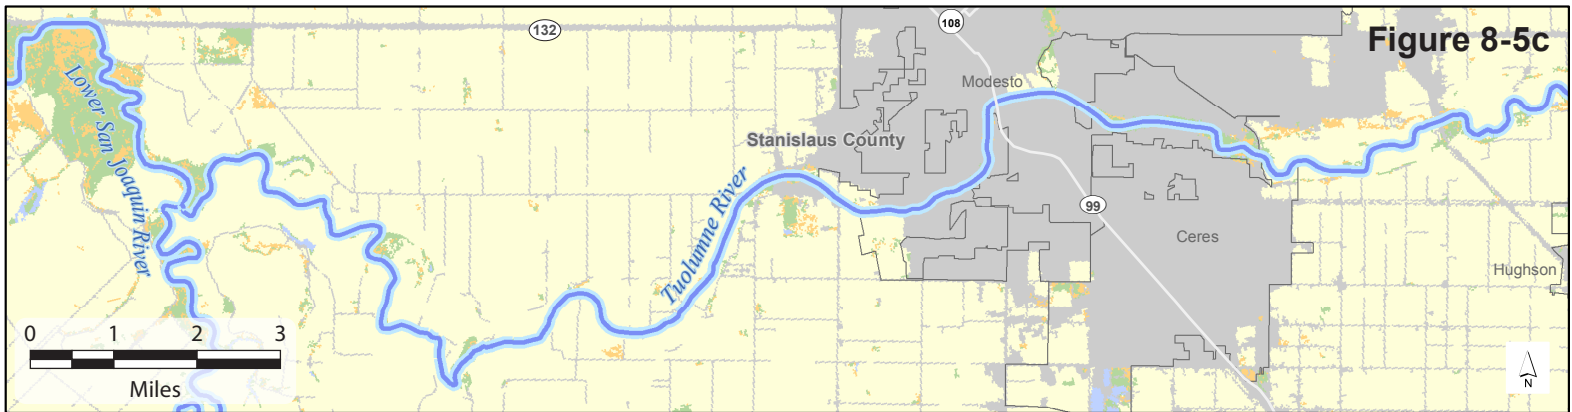 132
108
Figure 8-5c
Lower San Joaquin River
Modesto
Stanislaus County
Tuolumne River
99
Ceres
Hughson
0 1 2 3
Miles
N